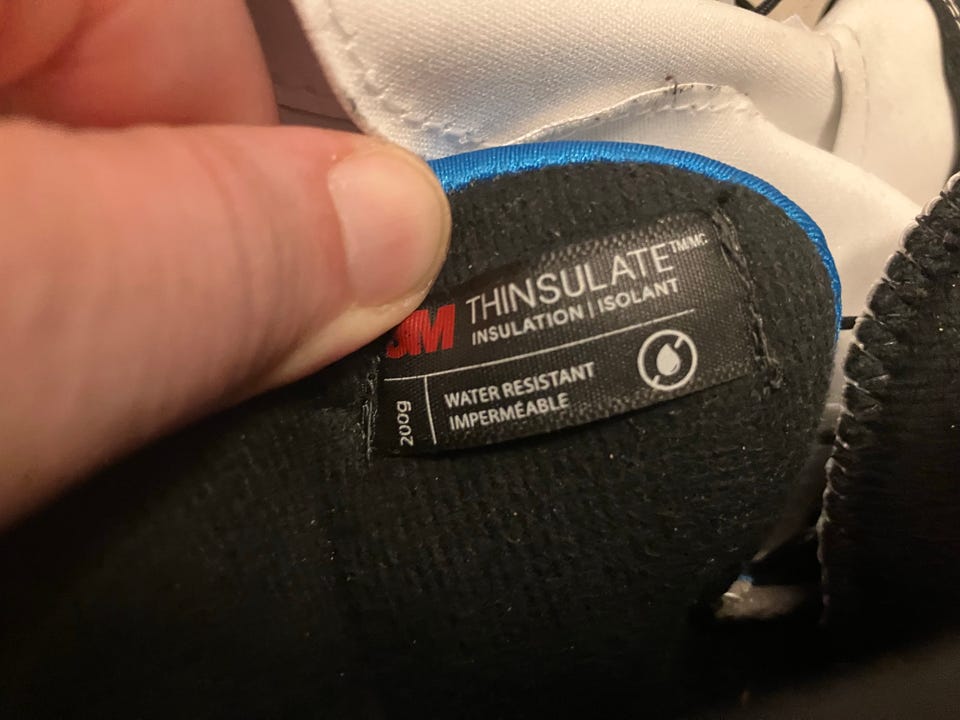 3M THINSULATE™/MC
INSULATION | ISOLANT
200g
WATER RESISTANT
IMPERMÉABLE